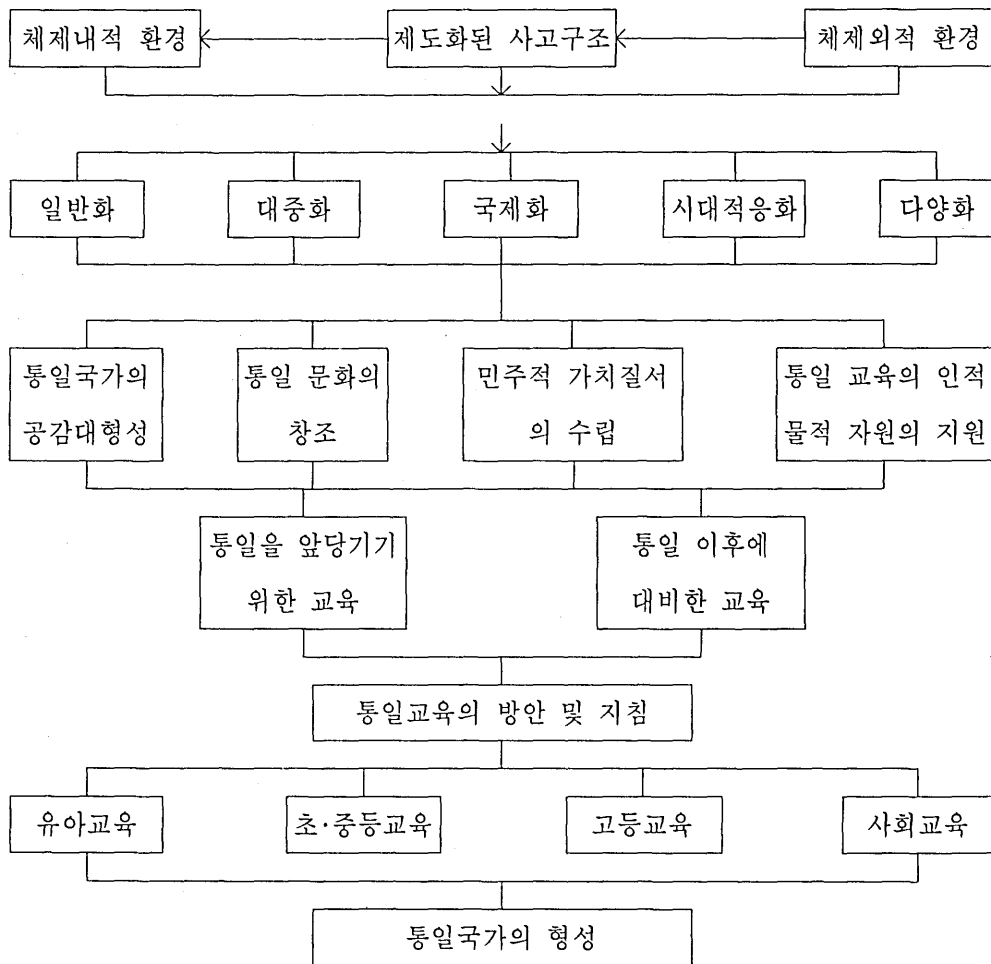 체제내적 환경
제도화된 사고구조
체제외적 환경
일반화
대중화
국제화
시대적응화
다양화
통일국가의
공감대형성
통일 문화의
창조
민주적 가치질서
의 수립
통일 교육의 인적
물적 자원의 지원
통일을 앞당기기
위한 교육
통일 이후에
대비한 교육
통일교육의 방안 및 지침
유아교육
초·중등교육
고등교육
사회교육
통일국가의 형성